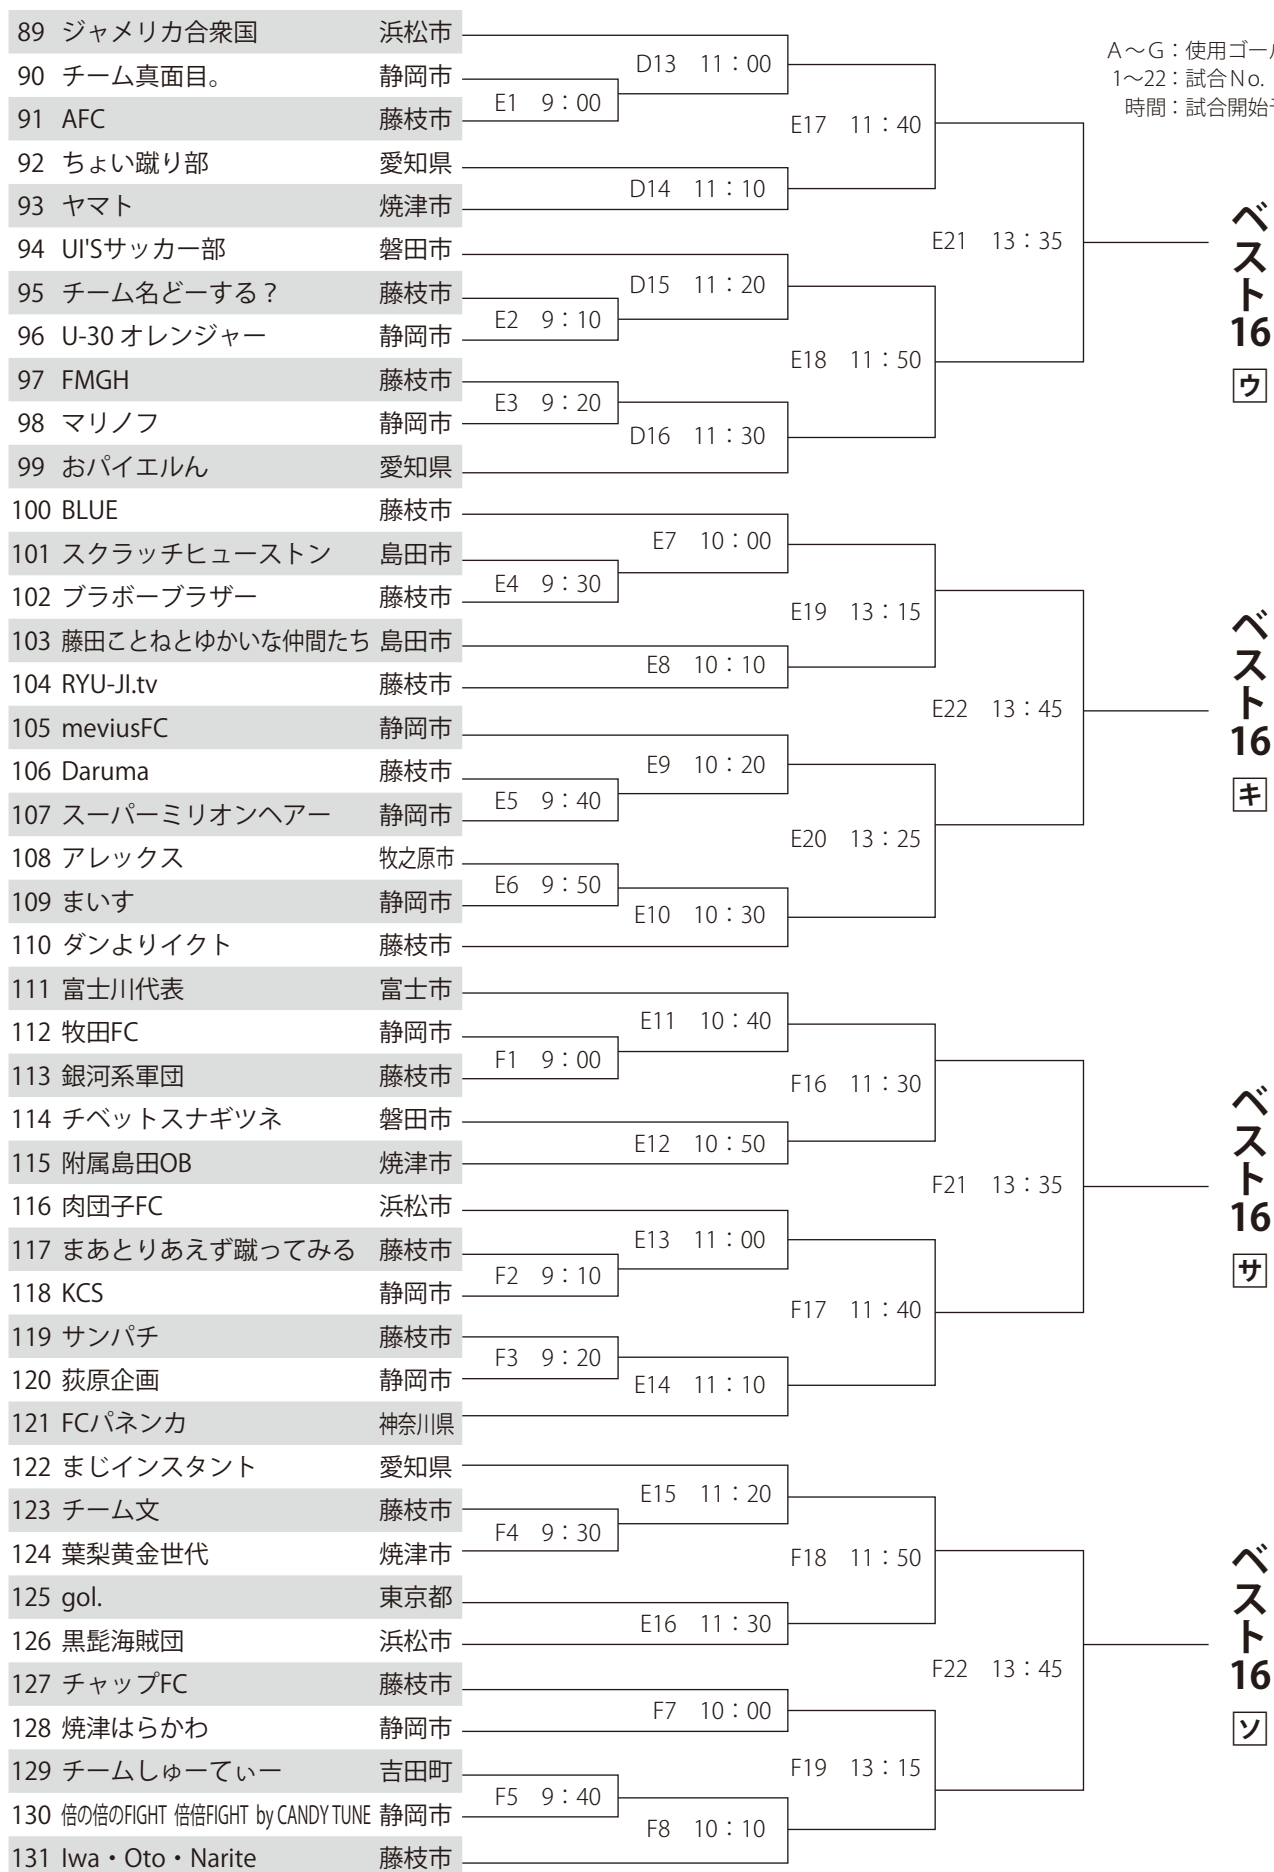 89 ジャメリカ合衆国 浜松市
90 チーム真面目。 静岡市
91 AFC 藤枝市
92 ちょい蹴り部 愛知県
93 ヤマト 焼津市
94 UI'Sサッカー部 磐田市
95 チーム名どーする？ 藤枝市
96 U-30 オレンジャー 静岡市
97 FMGH 藤枝市
98 マリノフ 静岡市
99 おパイエルん 愛知県
100 BLUE 藤枝市
101 スクラッチヒューストン 島田市
102 ブラボーブラザー 藤枝市
103 藤田ことねとゆかいな仲間たち 島田市
104 RYU-JI.tv 藤枝市
105 meviusFC 静岡市
106 Daruma 藤枝市
107 スーパーミリオンヘアー 静岡市
108 アレックス 牧之原市
109 まいす 静岡市
110 ダンよりイクト 藤枝市
111 富士川代表 富士市
112 牧田FC 静岡市
113 銀河系軍団 藤枝市
114 チベットスナギツネ 磐田市
115 附属島田OB 焼津市
116 肉団子FC 浜松市
117 まあとりあえず蹴ってみる 藤枝市
118 KCS 静岡市
119 サンパチ 藤枝市
120 荻原企画 静岡市
121 FCパネンカ 神奈川県
122 まじインスタント 愛知県
123 チーム文 藤枝市
124 葉梨黄金世代 焼津市
125 gol. 東京都
126 黒髭海賊団 浜松市
127 チャップFC 藤枝市
128 焼津はらかわ 静岡市
129 チームしゅーてぃー 吉田町
130 倍の倍のFIGHT 倍倍FIGHT by CANDY TUNE 静岡市
131 Iwa・Oto・Narite 藤枝市
E1 9：00
E2 9：10
E3 9：20
E4 9：30
E5 9：40
E6 9：50
F1 9：00
F2 9：10
F3 9：20
F4 9：30
F5 9：40
D13 11：00
D14 11：10
D15 11：20
D16 11：30
E7 10：00
E8 10：10
E9 10：20
E10 10：30
E11 10：40
E12 10：50
E13 11：00
E14 11：10
E15 11：20
E16 11：30
F7 10：00
F8 10：10
E17 11：40
E18 11：50
E19 13：15
E20 13：25
F16 11：30
F17 11：40
F18 11：50
F19 13：15
E21 13：35
E22 13：45
F21 13：35
F22 13：45
A～G：使用ゴー
1～22：試合No.
時間：試合開始
ベスト16
ウ
ベスト16
キ
ベスト16
サ
ベスト16
ソ